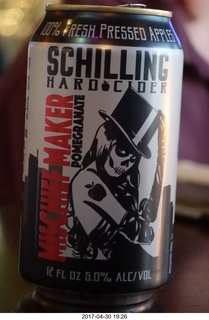 100% FRESH PRESSED APPLE
SCHILLING
HARD CIDER
MISCHIEF MAKER
POMEGRANATE
12 FL OZ 5.0% ALC/VOL
2017-04-30 19:26